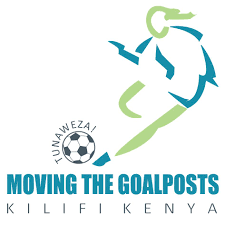 TUNAWEZA!
MOVING THE GOALPOSTS
KILIFI KENYA